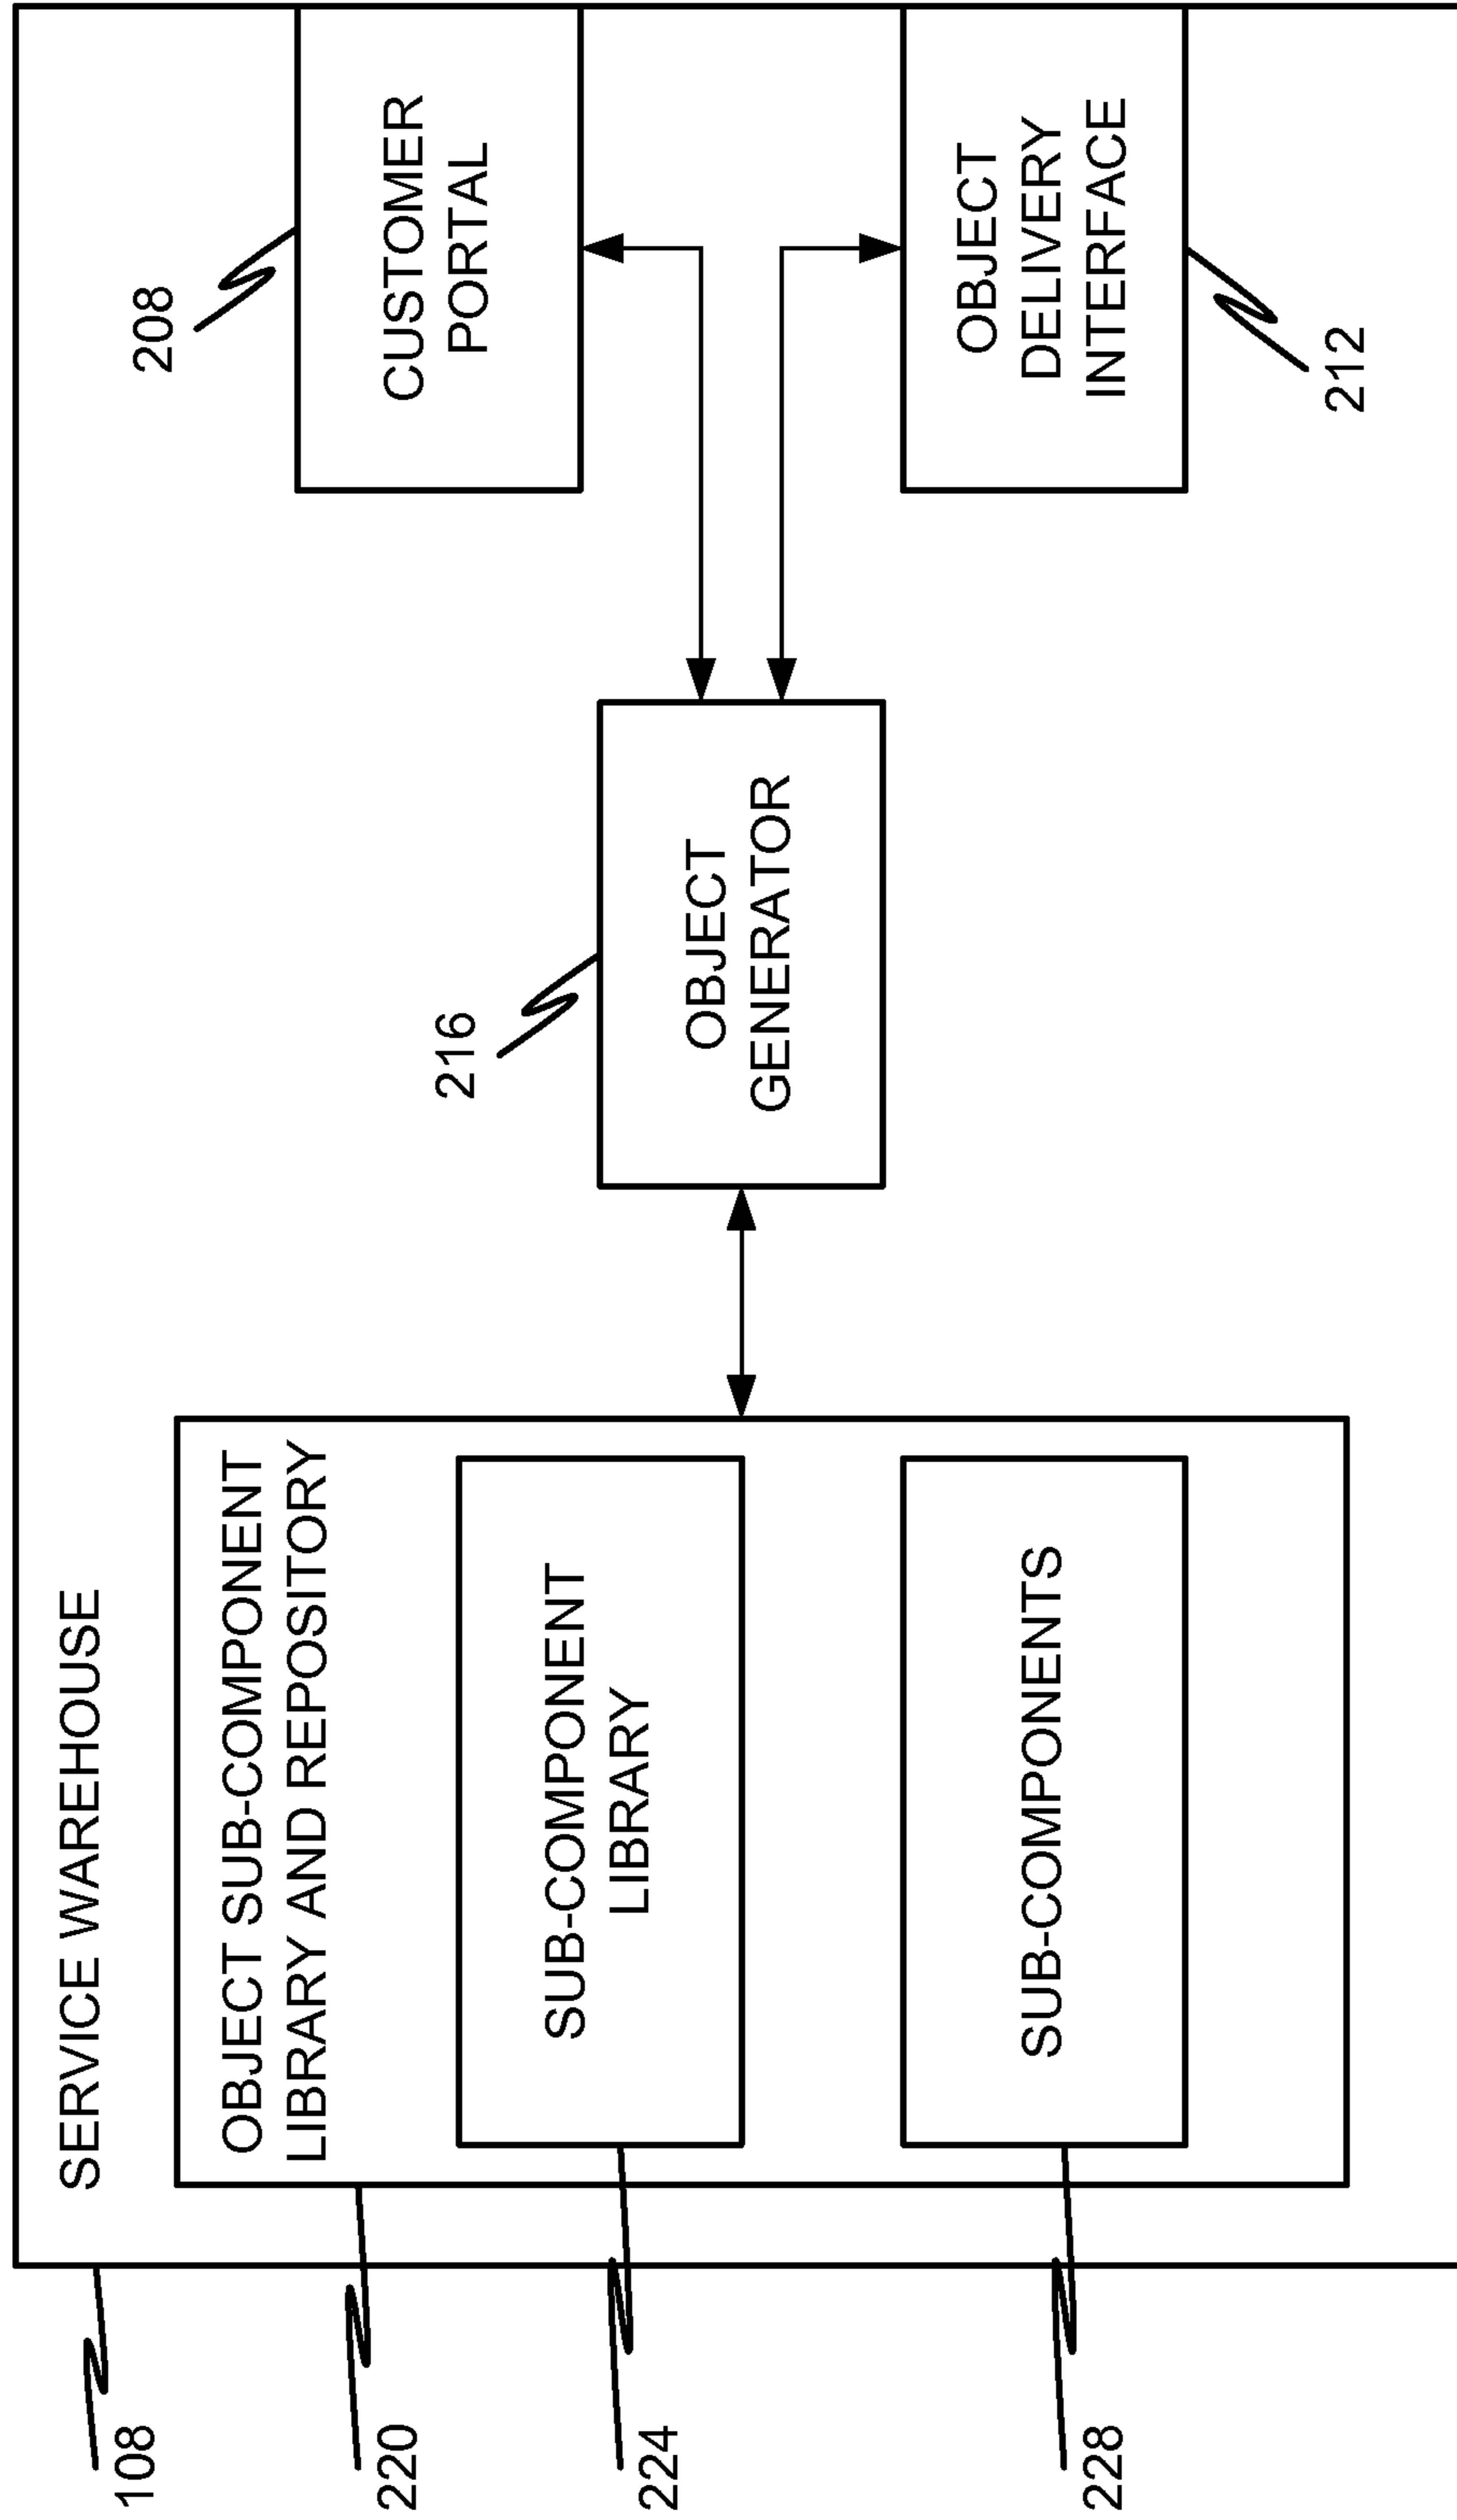 108
SERVICE WAREHOUSE
220
OBJECT SUB-COMPONENT
LIBRARY AND REPOSITORY
224
SUB-COMPONENT
LIBRARY
228
SUB-COMPONENTS
216
OBJECT
GENERATOR
208
CUSTOMER
PORTAL
OBJECT
DELIVERY
INTERFACE
212